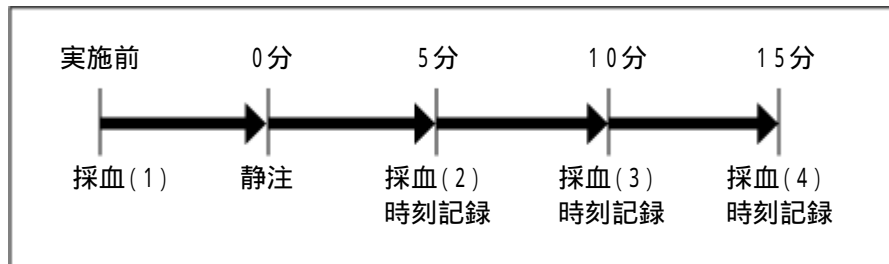 実施前 0分 5分 10分 15分
採血(1) 静注 採血(2) 採血(3) 採血(4)
時刻記録 時刻記録 時刻記録